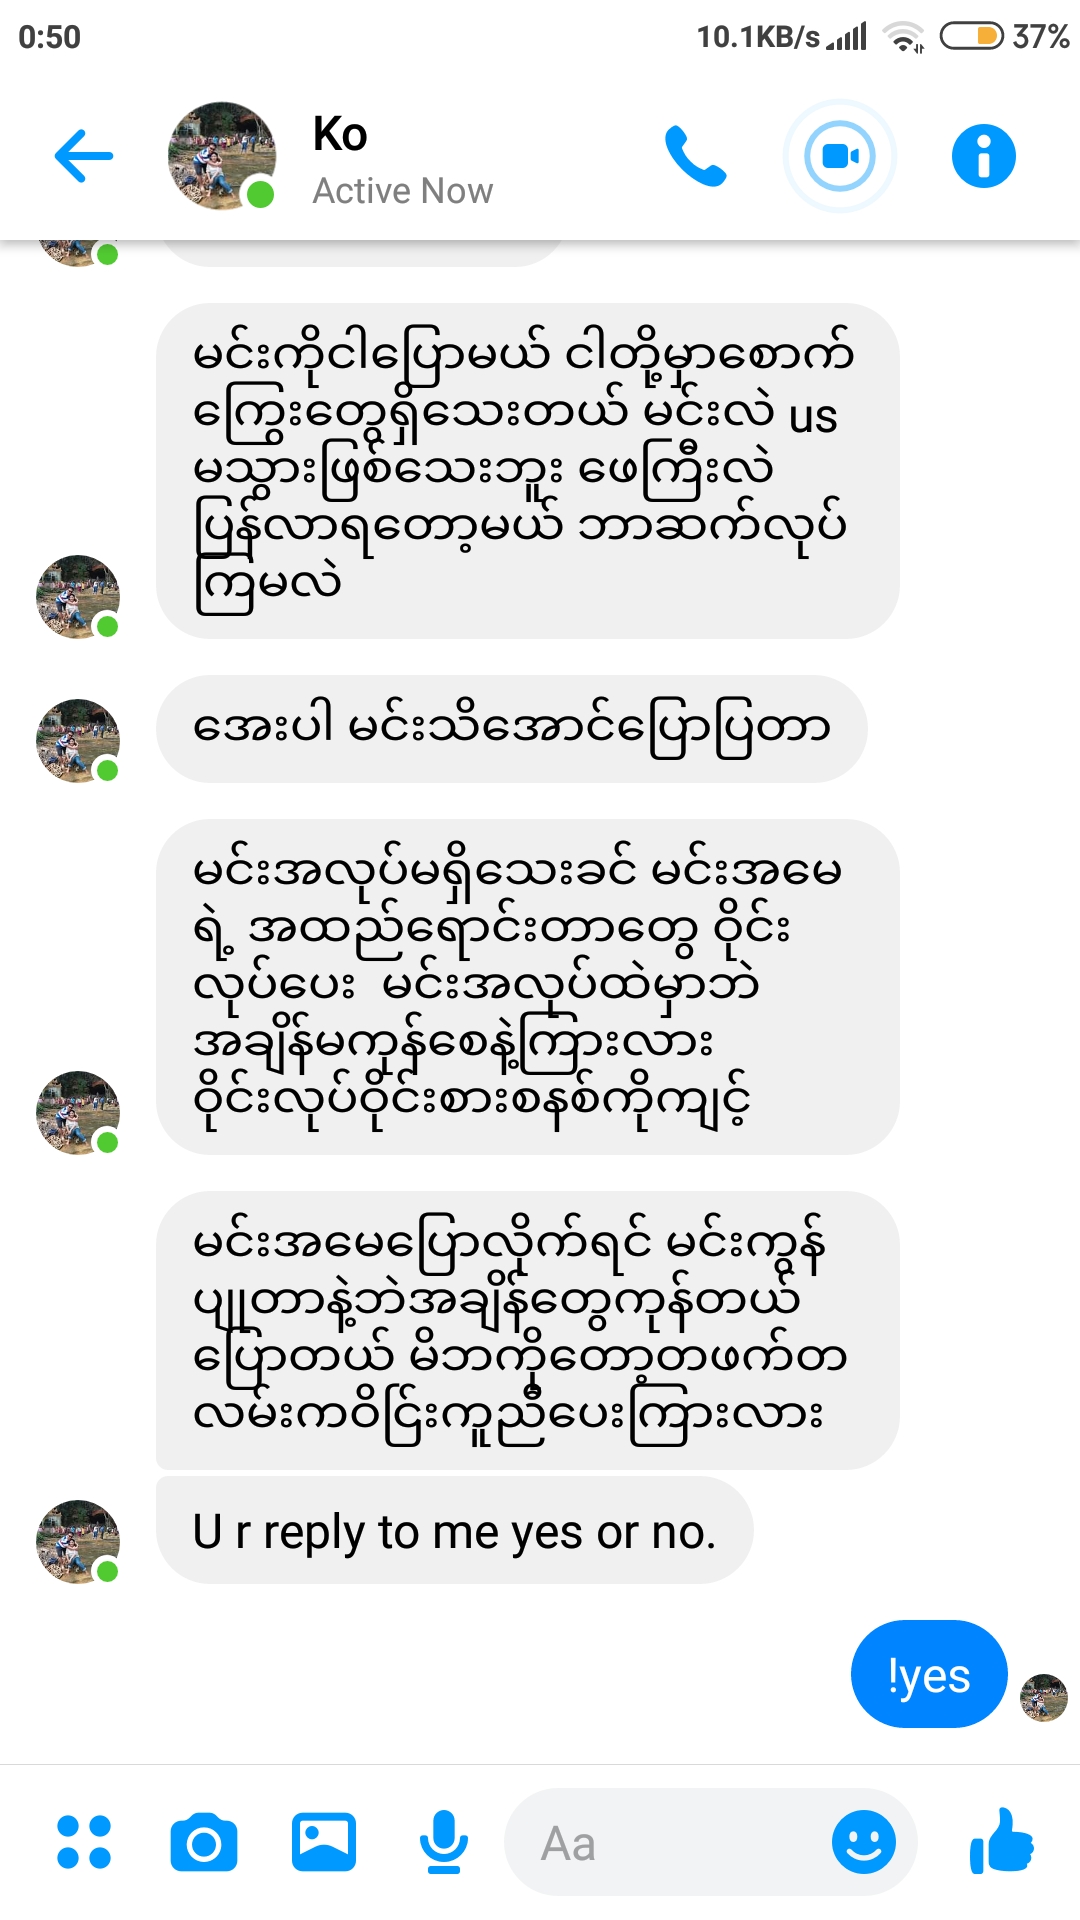 0:50
10.1KB/s
37%
Ko
Active Now
မင်းကိုငါပြောမယ် ငါတို့မှာစောက်
ကြွေးတွေရှိသေးတယ် မင်းလဲ us
မသွားဖြစ်သေးဘူး ဖေကြီးလဲ
ပြန်လာရတော့မယ် ဘာဆက်လုပ်
ကြမလဲ
အေးပါ မင်းသိအောင်ပြောပြတာ
မင်းအလုပ်မရှိသေးခင် မင်းအမေ
ရဲ့ အထည်ရောင်းတာတွေ ဝိုင်း
လုပ်ပေး မင်းအလုပ်ထဲမှာဘဲ
အချိန်မကုန်စေနဲ့ကြားလား
ဝိုင်းလုပ်ဝိုင်းစားစနစ်ကိုကျင့်
မင်းအမေပြောလိုက်ရင် မင်းကွန်
ပျူတာနဲ့ဘဲအချိန်တွေကုန်တယ်
ပြောတယ် မိဘကိုတော့တဖက်တ
လမ်းကဝိင်ြးကူညီပေးကြားလား
U r reply to me yes or no.
!yes
Aa